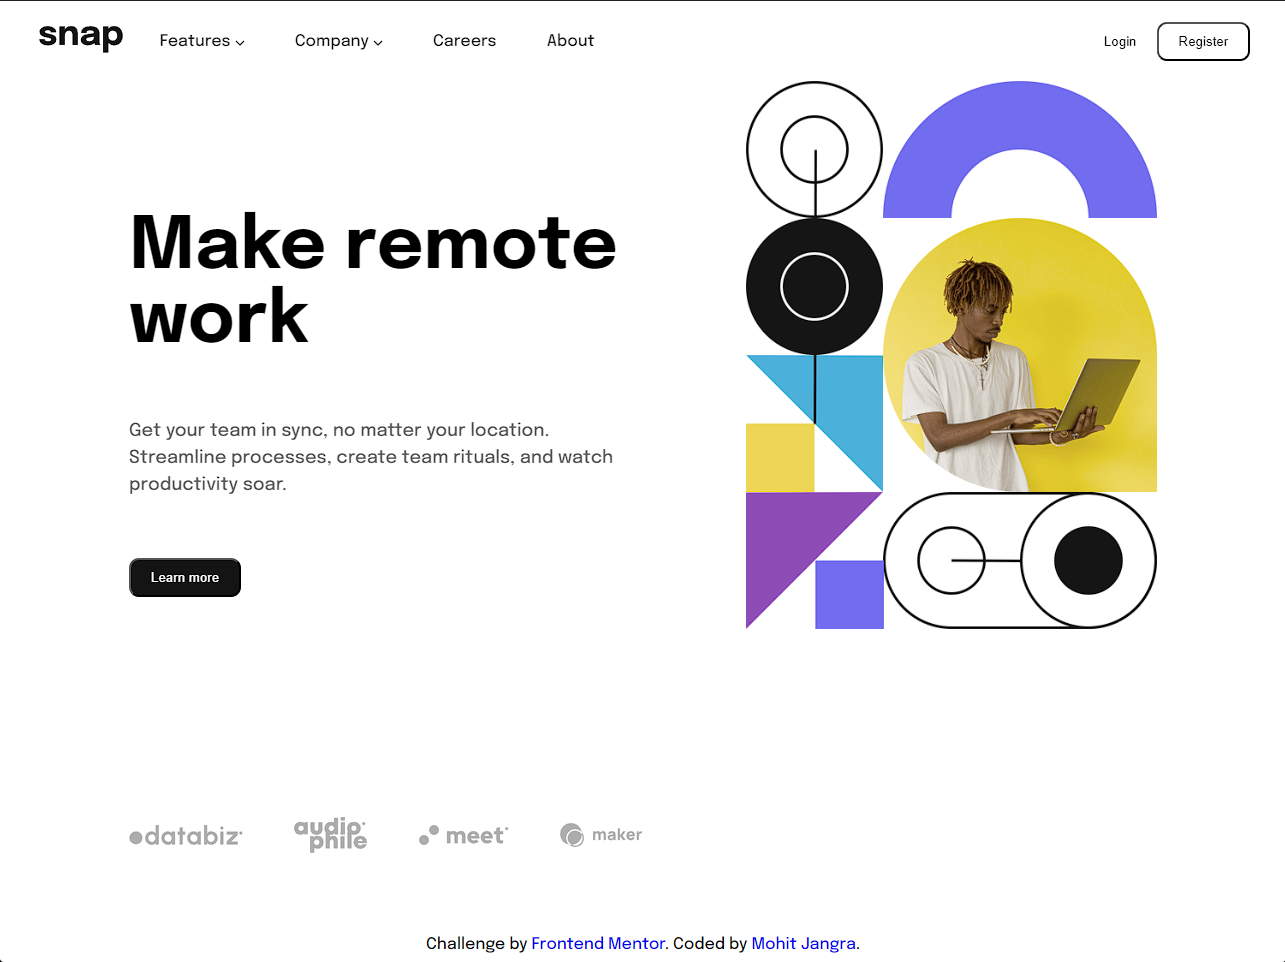 snap Features Company Careers About Login Register
Make remote
work
Get your team in sync, no matter your location.
Streamline processes, create team rituals, and watch
productivity soar.
Learn more
databiz audiophile meet maker
Challenge by Frontend Mentor. Coded by Mohit Jangra.